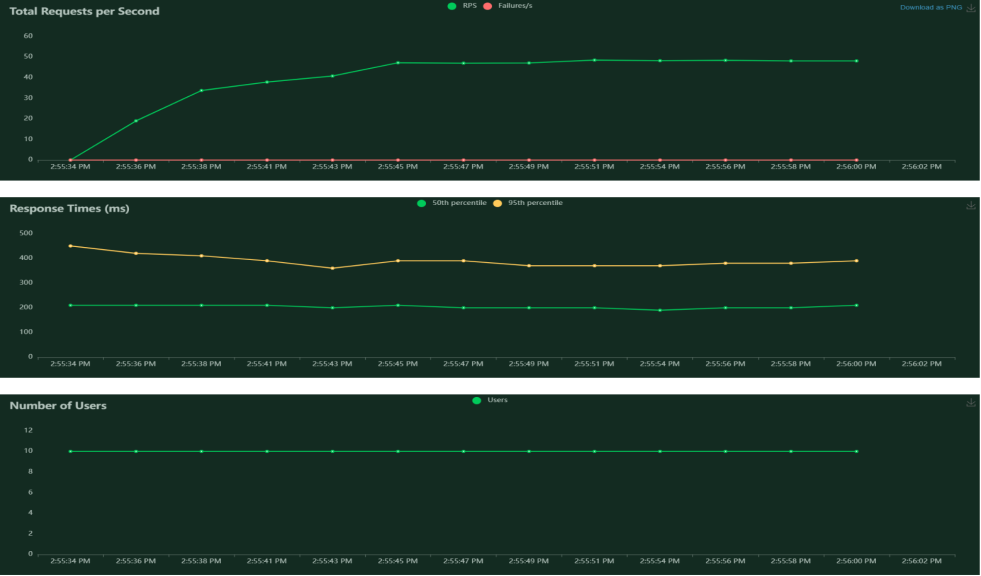 Total Requests per Second
RPS Failures/s
Download as PNG
60
50
40
30
20
10
0
2:55:34 PM 2:55:36 PM 2:55:38 PM 2:55:41 PM 2:55:43 PM 2:55:45 PM 2:55:47 PM 2:55:49 PM 2:55:51 PM 2:55:54 PM 2:55:56 PM 2:55:58 PM 2:56:00 PM 2:56:02 PM
Response Times (ms)
50th percentile 95th percentile
500
400
300
200
100
0
2:55:34 PM 2:55:36 PM 2:55:38 PM 2:55:41 PM 2:55:43 PM 2:55:45 PM 2:55:47 PM 2:55:49 PM 2:55:51 PM 2:55:54 PM 2:55:56 PM 2:55:58 PM 2:56:00 PM 2:56:02 PM
Number of Users
Users
12
10
8
6
4
2
0
2:55:34 PM 2:55:36 PM 2:55:38 PM 2:55:41 PM 2:55:43 PM 2:55:45 PM 2:55:47 PM 2:55:49 PM 2:55:51 PM 2:55:54 PM 2:55:56 PM 2:55:58 PM 2:56:00 PM 2:56:02 PM